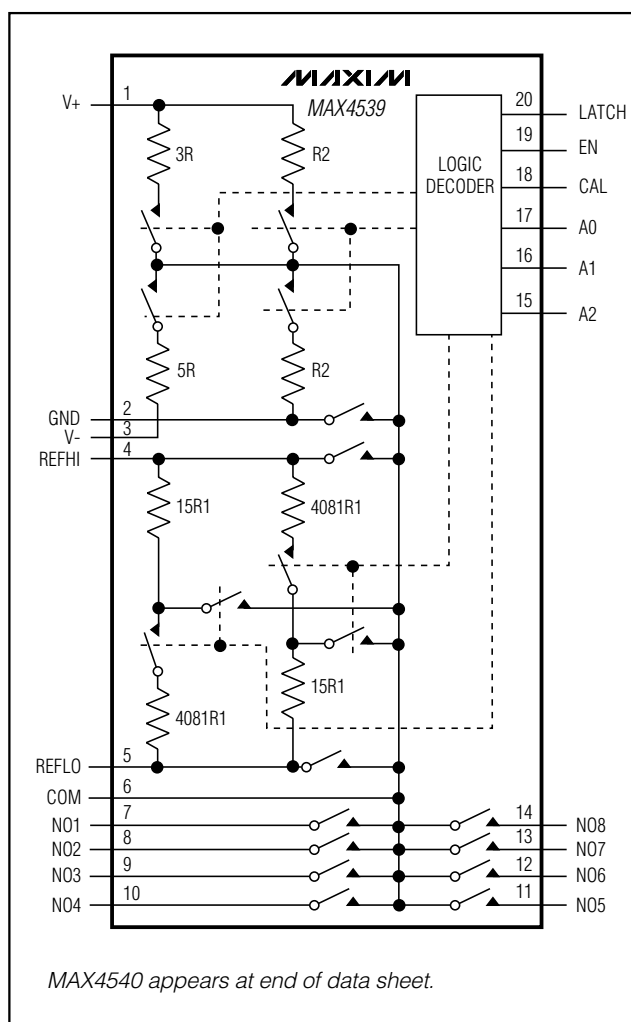 MAXIM
MAX4539
V+
1
3R
R2
LOGIC
DECODER
20
LATCH
19
EN
18
CAL
17
A0
16
A1
15
A2
5R
R2
GND
2
V-
3
REFHI
4
15R1
4081R1
4081R1
15R1
REFLO
5
COM
6
NO1
7
14
NO8
NO2
8
13
NO7
NO3
9
12
NO6
NO4
10
11
NO5
MAX4540 appears at end of data sheet.